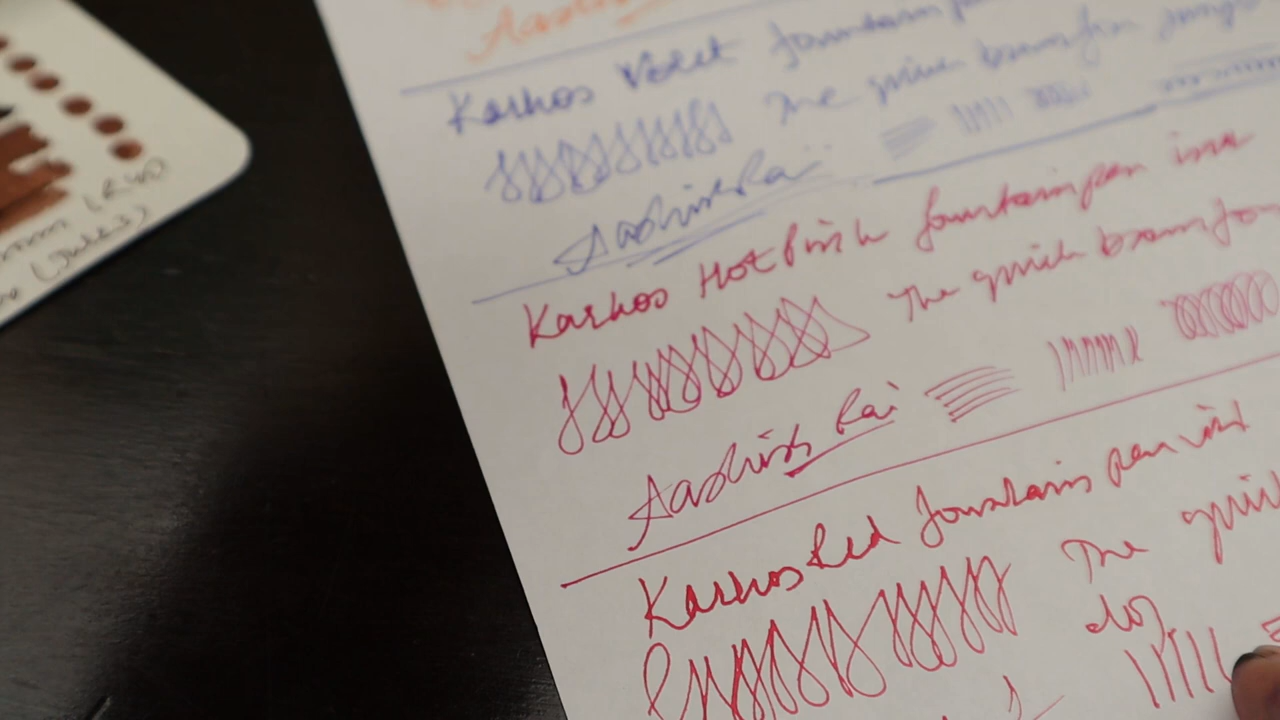 Karkos Violet fountain pen
The quick brown fox jumps
Aashish Rai
Karkos Hot Pink fountain pen ink
The quick brown fox
Aashish Rai
Karkos Red fountain pen ink
The quick
dog